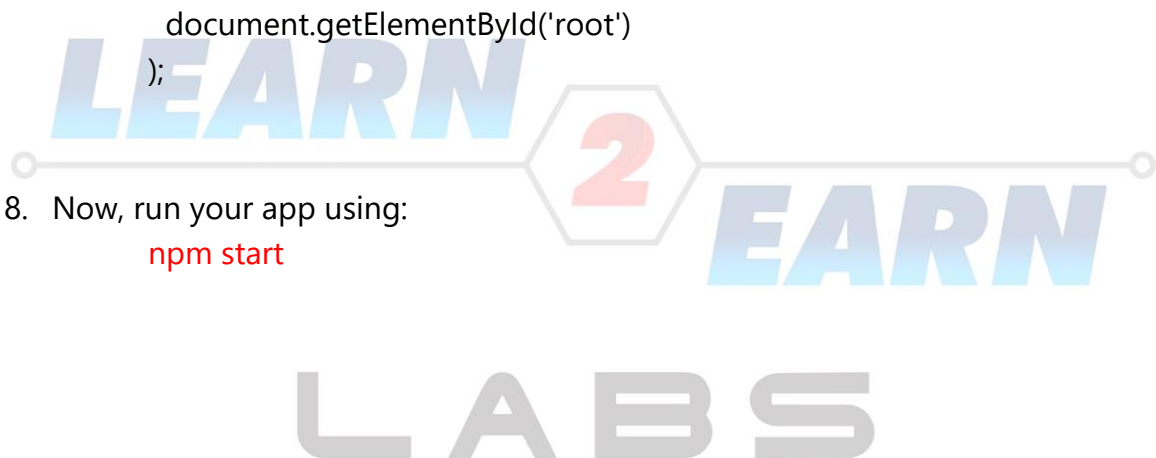 document.getElementById('root')
);
LEARN
2
8. Now, run your app using:
EARN
npm start
LABS